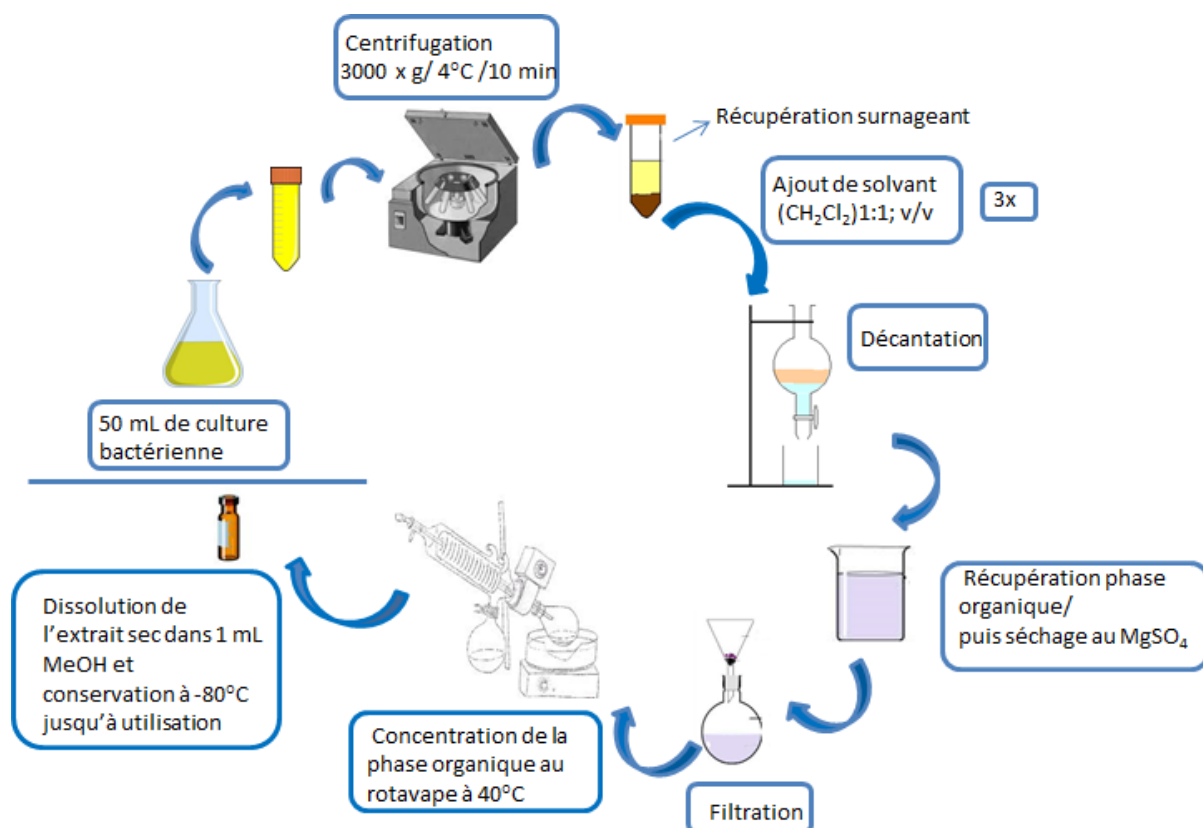 Centrifugation
3000 x g/ 4°C /10 min
Récupération surnageant
Ajout de solvant
(CH₂Cl₂)1:1; v/v
3x
Décantation
50 mL de culture
bactérienne
Récupération phase
organique/
puis séchage au MgSO₄
Filtration
Concentration de la
phase organique au
rotavape à 40°C
Dissolution de
l'extrait sec dans 1 mL
MeOH et
conservation à -80°C
jusqu'à utilisation